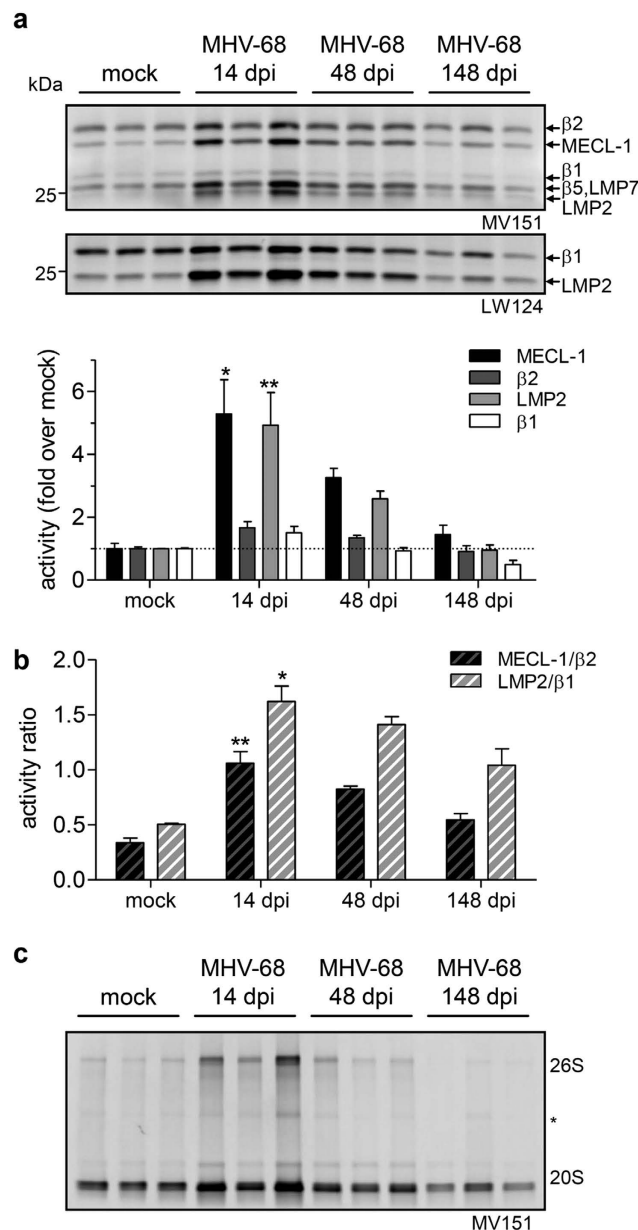 a
MHV-68 MHV-68 MHV-68
mock 14 dpi 48 dpi 148 dpi
kDa
β2
MECL-1
β1
β5,LMP7
25
LMP2
MV151
β1
25
LMP2
LW124
activity (fold over mock)
6
4
2
1
0
* **
MECL-1
β2
LMP2
β1
mock 14 dpi 48 dpi 148 dpi
b
activity ratio
2.0
1.5
1.0
0.5
0.0
** *
MECL-1/β2
LMP2/β1
mock 14 dpi 48 dpi 148 dpi
c
MHV-68 MHV-68 MHV-68
mock 14 dpi 48 dpi 148 dpi
26S
*
20S
MV151